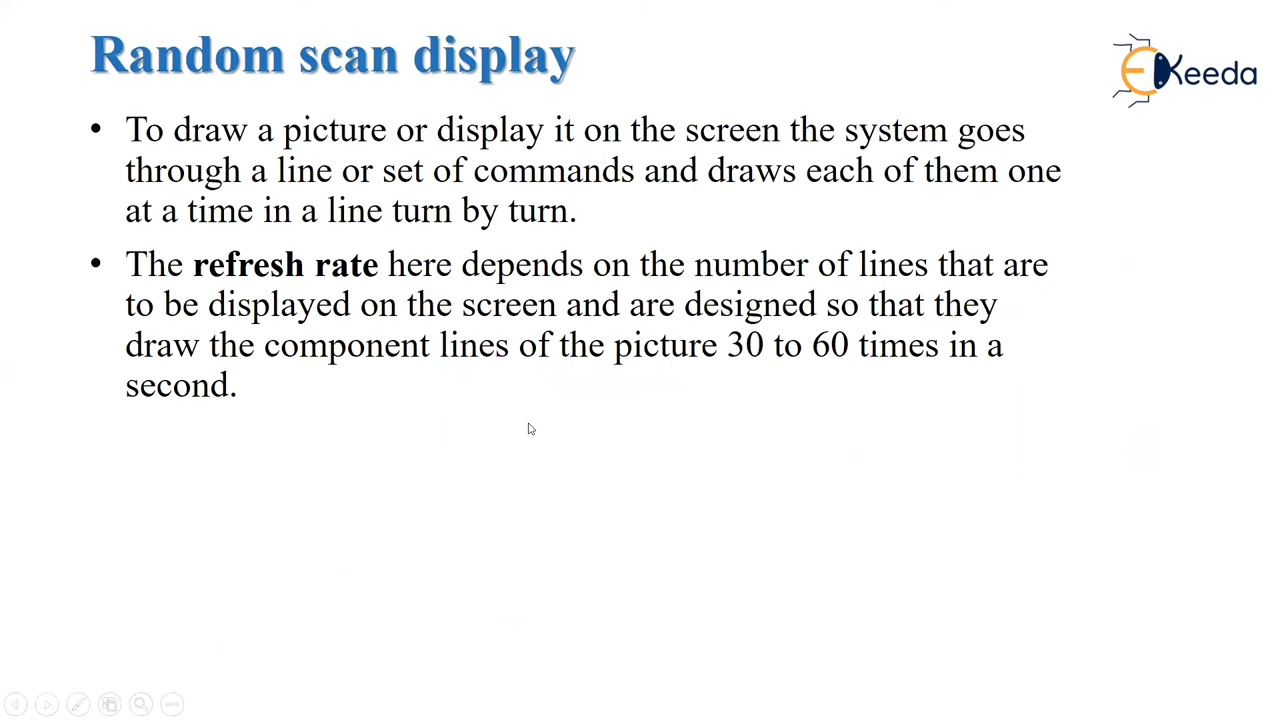 Random scan display
EKeeda
• To draw a picture or display it on the screen the system goes
through a line or set of commands and draws each of them one
at a time in a line turn by turn.
• The refresh rate here depends on the number of lines that are
to be displayed on the screen and are designed so that they
draw the component lines of the picture 30 to 60 times in a
second.